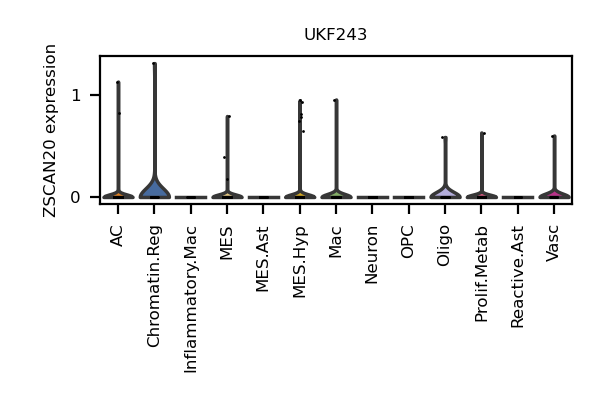 UKF243
ZSCAN20 expression
1
0
AC
Chromatin.Reg
Inflammatory.Mac
MES
MES.Ast
MES.Hyp
Mac
Neuron
OPC
Oligo
Prolif.Metab
Reactive.Ast
Vasc